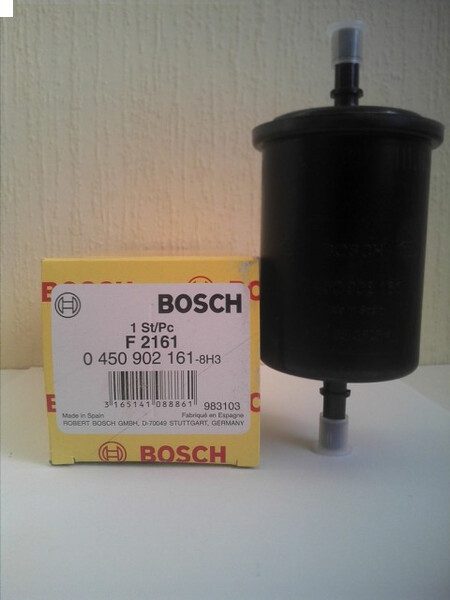 BOSCH
BOSCH
1 St/Pc
F 2161
0 450 902 161-8H3
3 165141 088861
983103
Made in Spain
Fabriqué en Espagne
ROBERT BOSCH GMBH, D-70049 STUTTGART, GERMANY
BOSCH
BOSCH